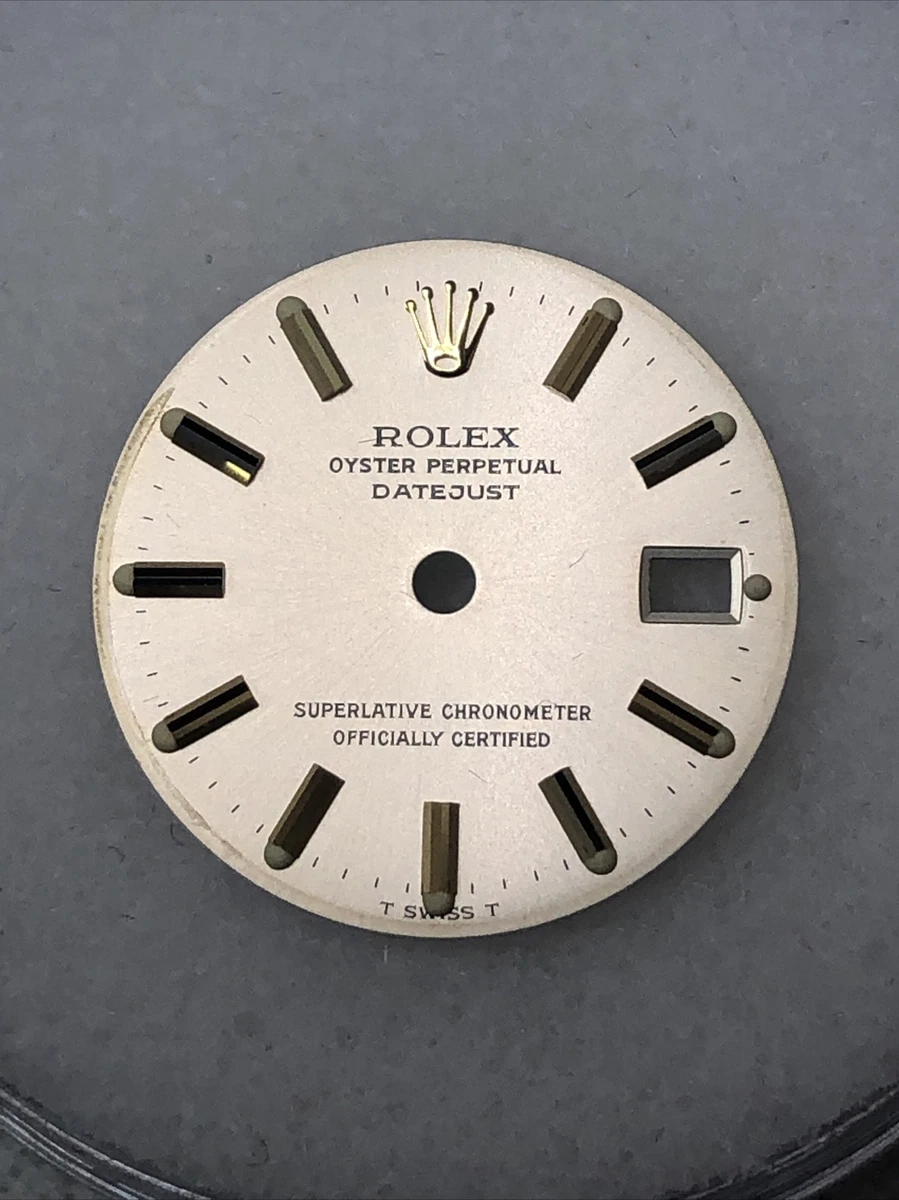 ROLEX
OYSTER PERPETUAL
DATEJUST
SUPERLATIVE CHRONOMETER
OFFICIALLY CERTIFIED
T SWISS T